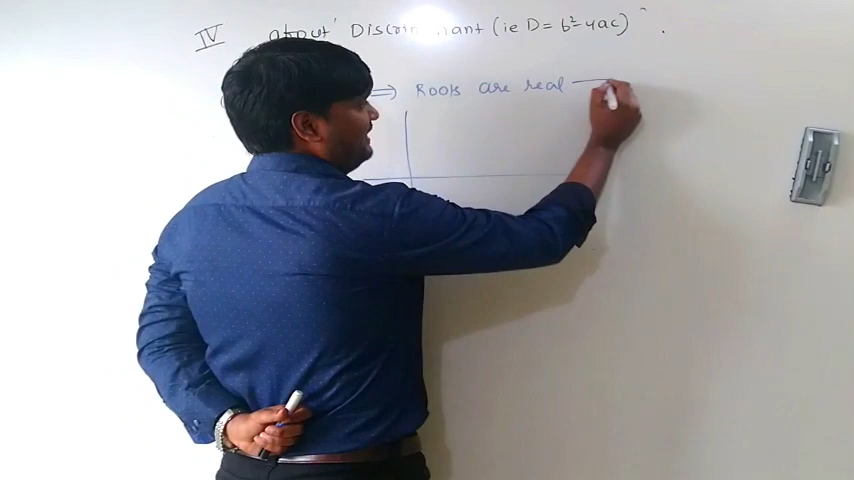 IV about Discriminant (ie D = b²-4ac) .
⇒ Roots are real —